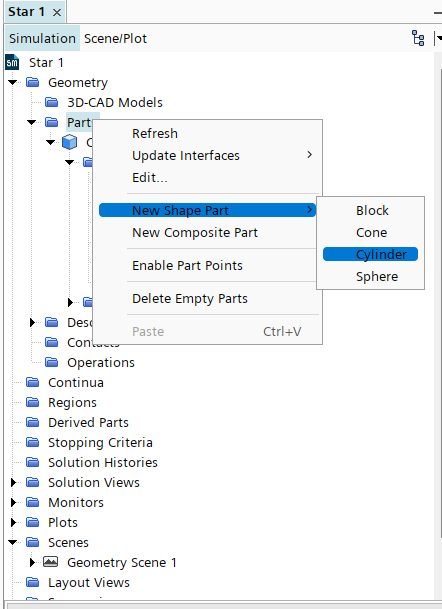 Star 1 ×
Simulation Scene/Plot
Star 1
Geometry
3D-CAD Models
Part
C
Refresh
Update Interfaces
Edit...
New Shape Part
Block
New Composite Part
Cone
Cylinder
Enable Part Points
Sphere
Delete Empty Parts
Paste Ctrl+V
Desc
Contacts
Operations
Continua
Regions
Derived Parts
Stopping Criteria
Solution Histories
Solution Views
Monitors
Plots
Scenes
Geometry Scene 1
Layout Views